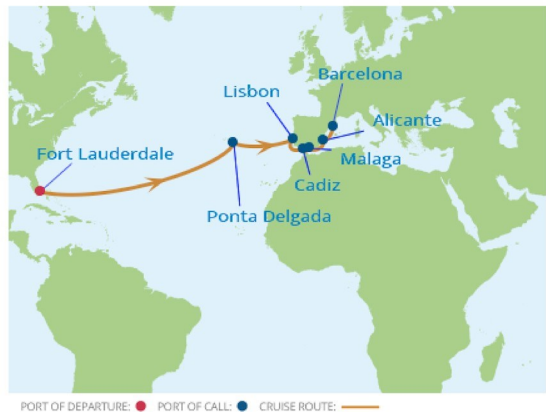 Barcelona
Lisbon
Alicante
Fort Lauderdale
Malaga
Cadiz
Ponta Delgada
PORT OF DEPARTURE: PORT OF CALL: CRUISE ROUTE: